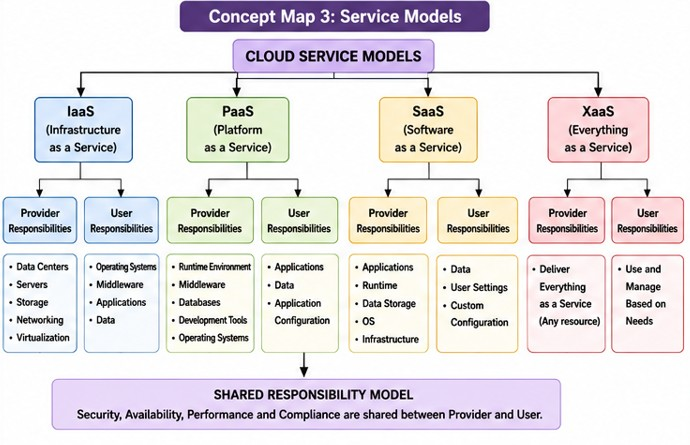 Concept Map 3: Service Models
CLOUD SERVICE MODELS
IaaS
(Infrastructure
as a Service)
PaaS
(Platform
as a Service)
SaaS
(Software
as a Service)
XaaS
(Everything
as a Service)
Provider
Responsibilities
User
Responsibilities
Provider
Responsibilities
User
Responsibilities
Provider
Responsibilities
User
Responsibilities
Provider
Responsibilities
User
Responsibilities
• Data Centers
• Servers
• Storage
• Networking
• Virtualization
• Operating Systems
• Middleware
• Applications
• Data
• Runtime Environment
• Middleware
• Databases
• Development Tools
• Operating Systems
• Applications
• Data
• Application
Configuration
• Applications
• Runtime
• Data Storage
• OS
• Infrastructure
• Data
• User Settings
• Custom
Configuration
• Deliver
Everything
as a Service
(Any resource)
• Use and
Manage
Based on
Needs
SHARED RESPONSIBILITY MODEL
Security, Availability, Performance and Compliance are shared between Provider and User.